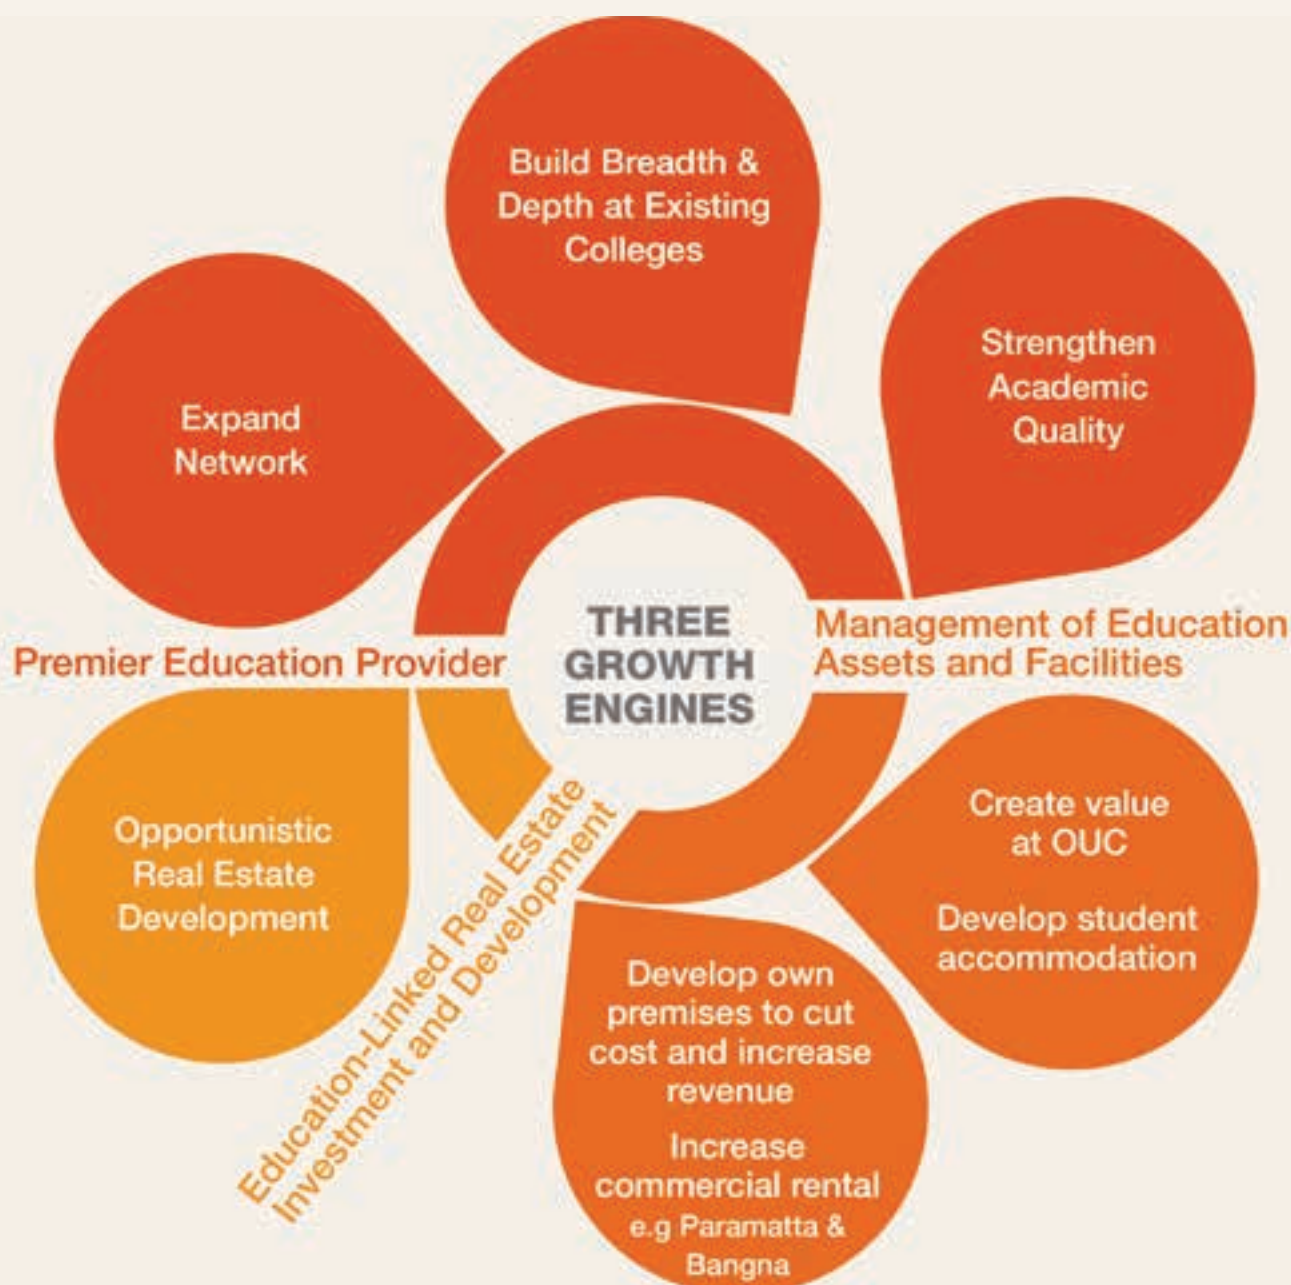 Build Breadth &
Depth at Existing
Colleges
Strengthen
Academic
Quality
Expand
Network
Premier Education Provider
THREE
GROWTH
ENGINES
Management of Education
Assets and Facilities
Opportunistic
Real Estate
Development
Education-Linked Real Estate
Investment and Development
Create value
at OUC
Develop student
accommodation
Develop own
premises to cut
cost and increase
revenue
Increase
commercial rental
e.g Paramatta &
Bangna